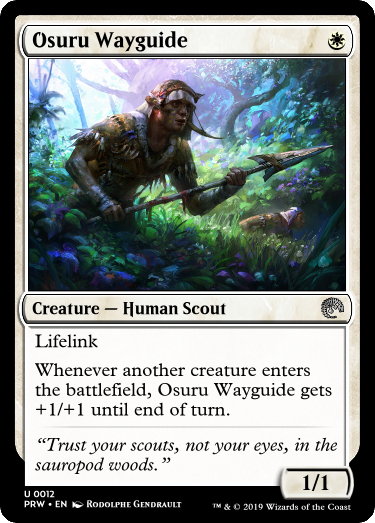 Osuru Wayguide
Creature — Human Scout
Lifelink
Whenever another creature enters
the battlefield, Osuru Wayguide gets
+1/+1 until end of turn.
“Trust your scouts, not your eyes, in the
sauropod woods.”
1/1
U 0012
PRW • EN Rodolphe Gendrault
™ & © 2019 Wizards of the Coast